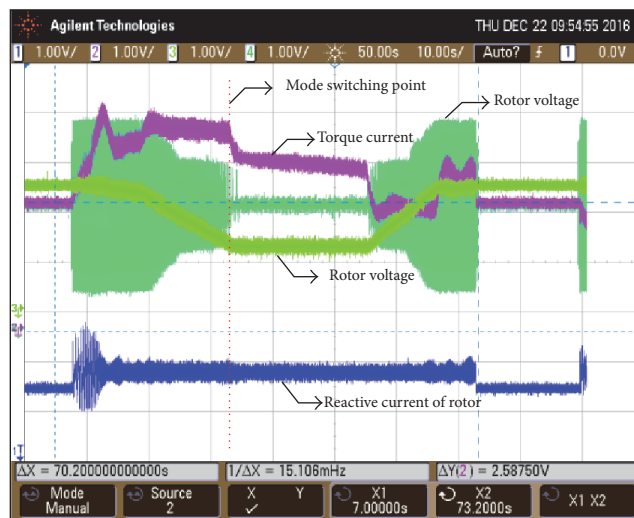 Agilent Technologies THU DEC 22 09:54:55 2016
1 1.00V/ 2 1.00V/ 3 1.00V/ 4 1.00V/ 50.00s 10.00s/ Auto? 1 0.0V
Mode switching point
Rotor voltage
Torque current
Rotor voltage
Reactive current of rotor
ΔX = 70.200000000000s 1/ΔX = 15.106mHz ΔY(2) = 2.58750V
Mode Source X Y X1 X2 X1 X2
Manual 2 ✓ 7.00000s 73.2000s